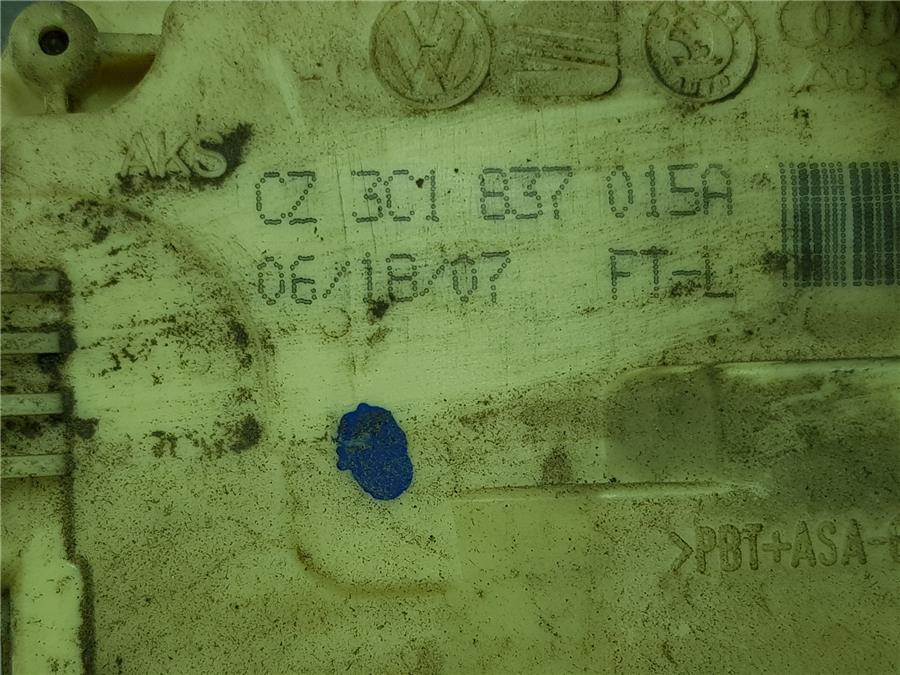 AKS
CZ 3C1 837 015A
06/18/07 FT-L
>PBT+ASA-